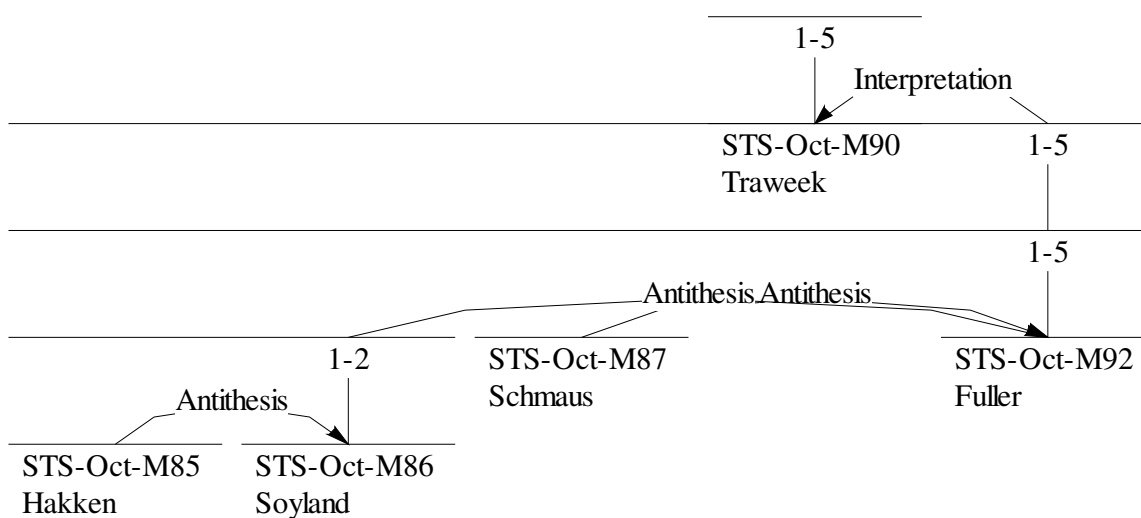 1-5
Interpretation
STS-Oct-M90
Traweek
1-5
1-5
Antithesis Antithesis
1-2
STS-Oct-M87
Schmaus
STS-Oct-M92
Fuller
Antithesis
STS-Oct-M85
Hakken
STS-Oct-M86
Soyland